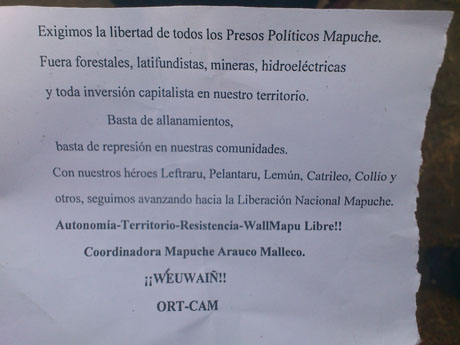 Exigimos la libertad de todos los Presos Políticos Mapuche.
Fuera forestales, latifundistas, mineras, hidroeléctricas
y toda inversión capitalista en nuestro territorio.
Basta de allanamientos,
basta de represión en nuestras comunidades.
Con nuestros héroes Leftraru, Pelantaru, Lemún, Catrileo, Collío y
otros, seguimos avanzando hacia la Liberación Nacional Mapuche.
Autonomía-Territorio-Resistencia-WallMapu Libre!!
Coordinadora Mapuche Arauco Malleco.
¡¡WEUWAIÑ!!
ORT-CAM